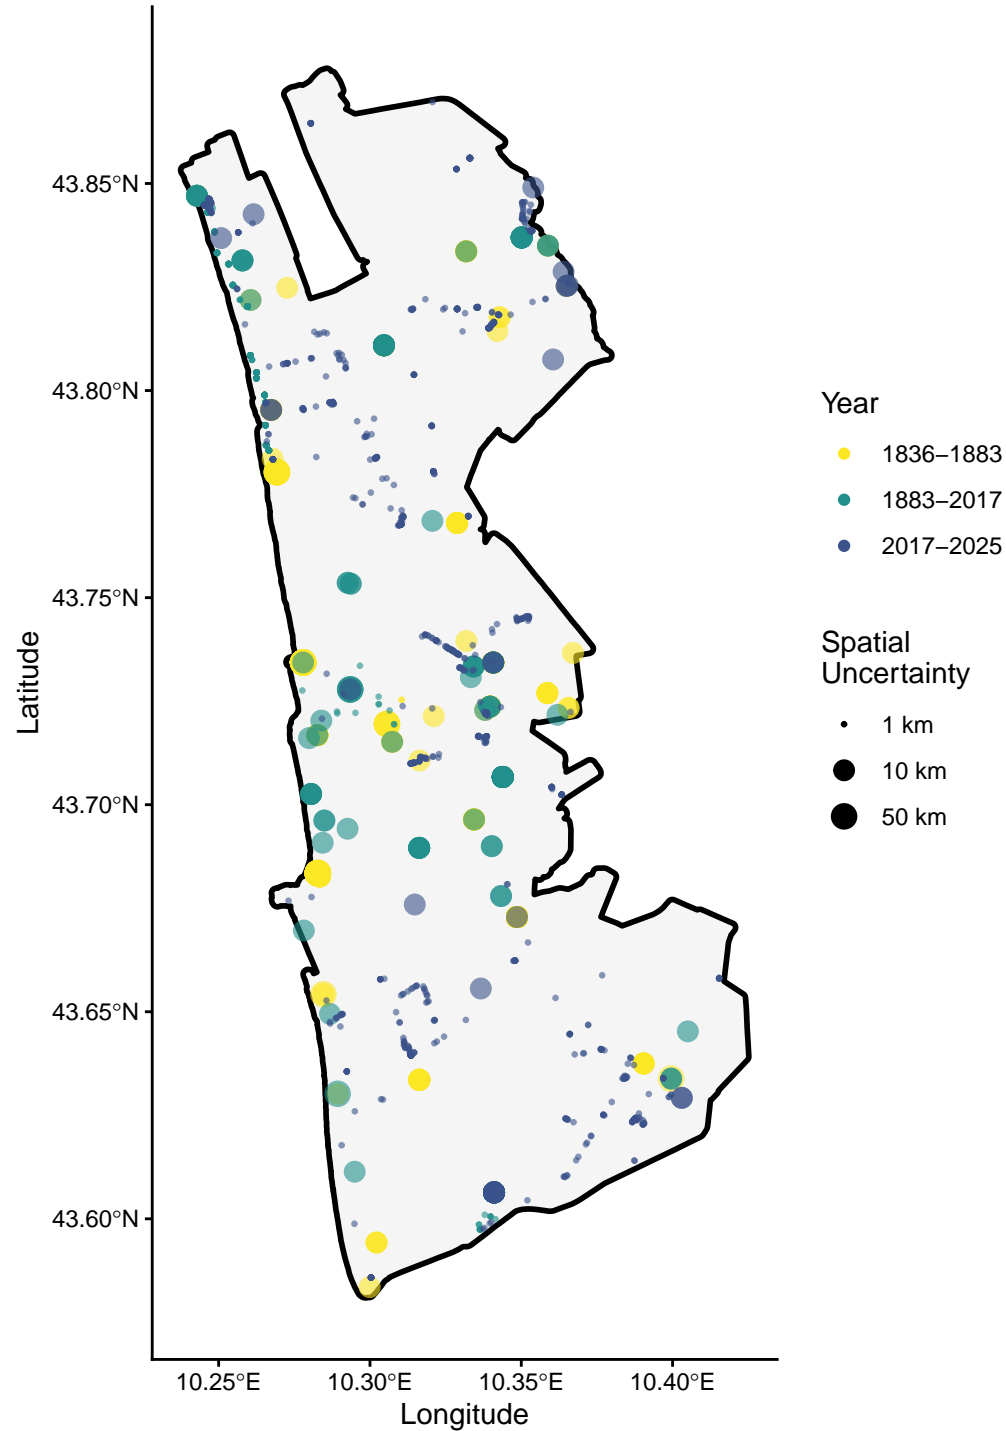 43.85°N
43.80°N
43.75°N
43.70°N
43.65°N
43.60°N
Latitude
10.25°E
10.30°E
10.35°E
10.40°E
Longitude
Year
1836–1883
1883–2017
2017–2025
Spatial
Uncertainty
1 km
10 km
50 km